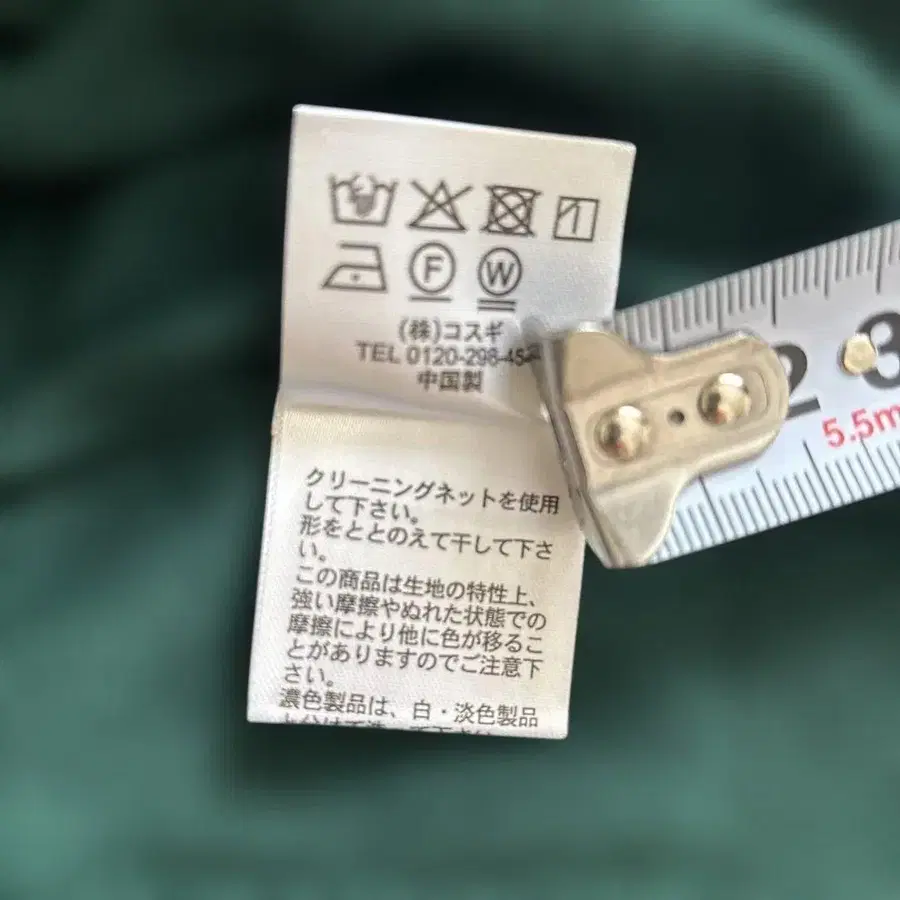 F W
(株)コスギ
TEL 0120-298-45
中国製
クリーニングネットを使用
して下さい。
形をととのえて干して下さ
い。
この商品は生地の特性上、
強い摩擦やぬれた状態での
摩擦により他に色が移るこ
とがありますのでご注意下
さい。
濃色製品は、白・淡色製品
2 3
5.5m